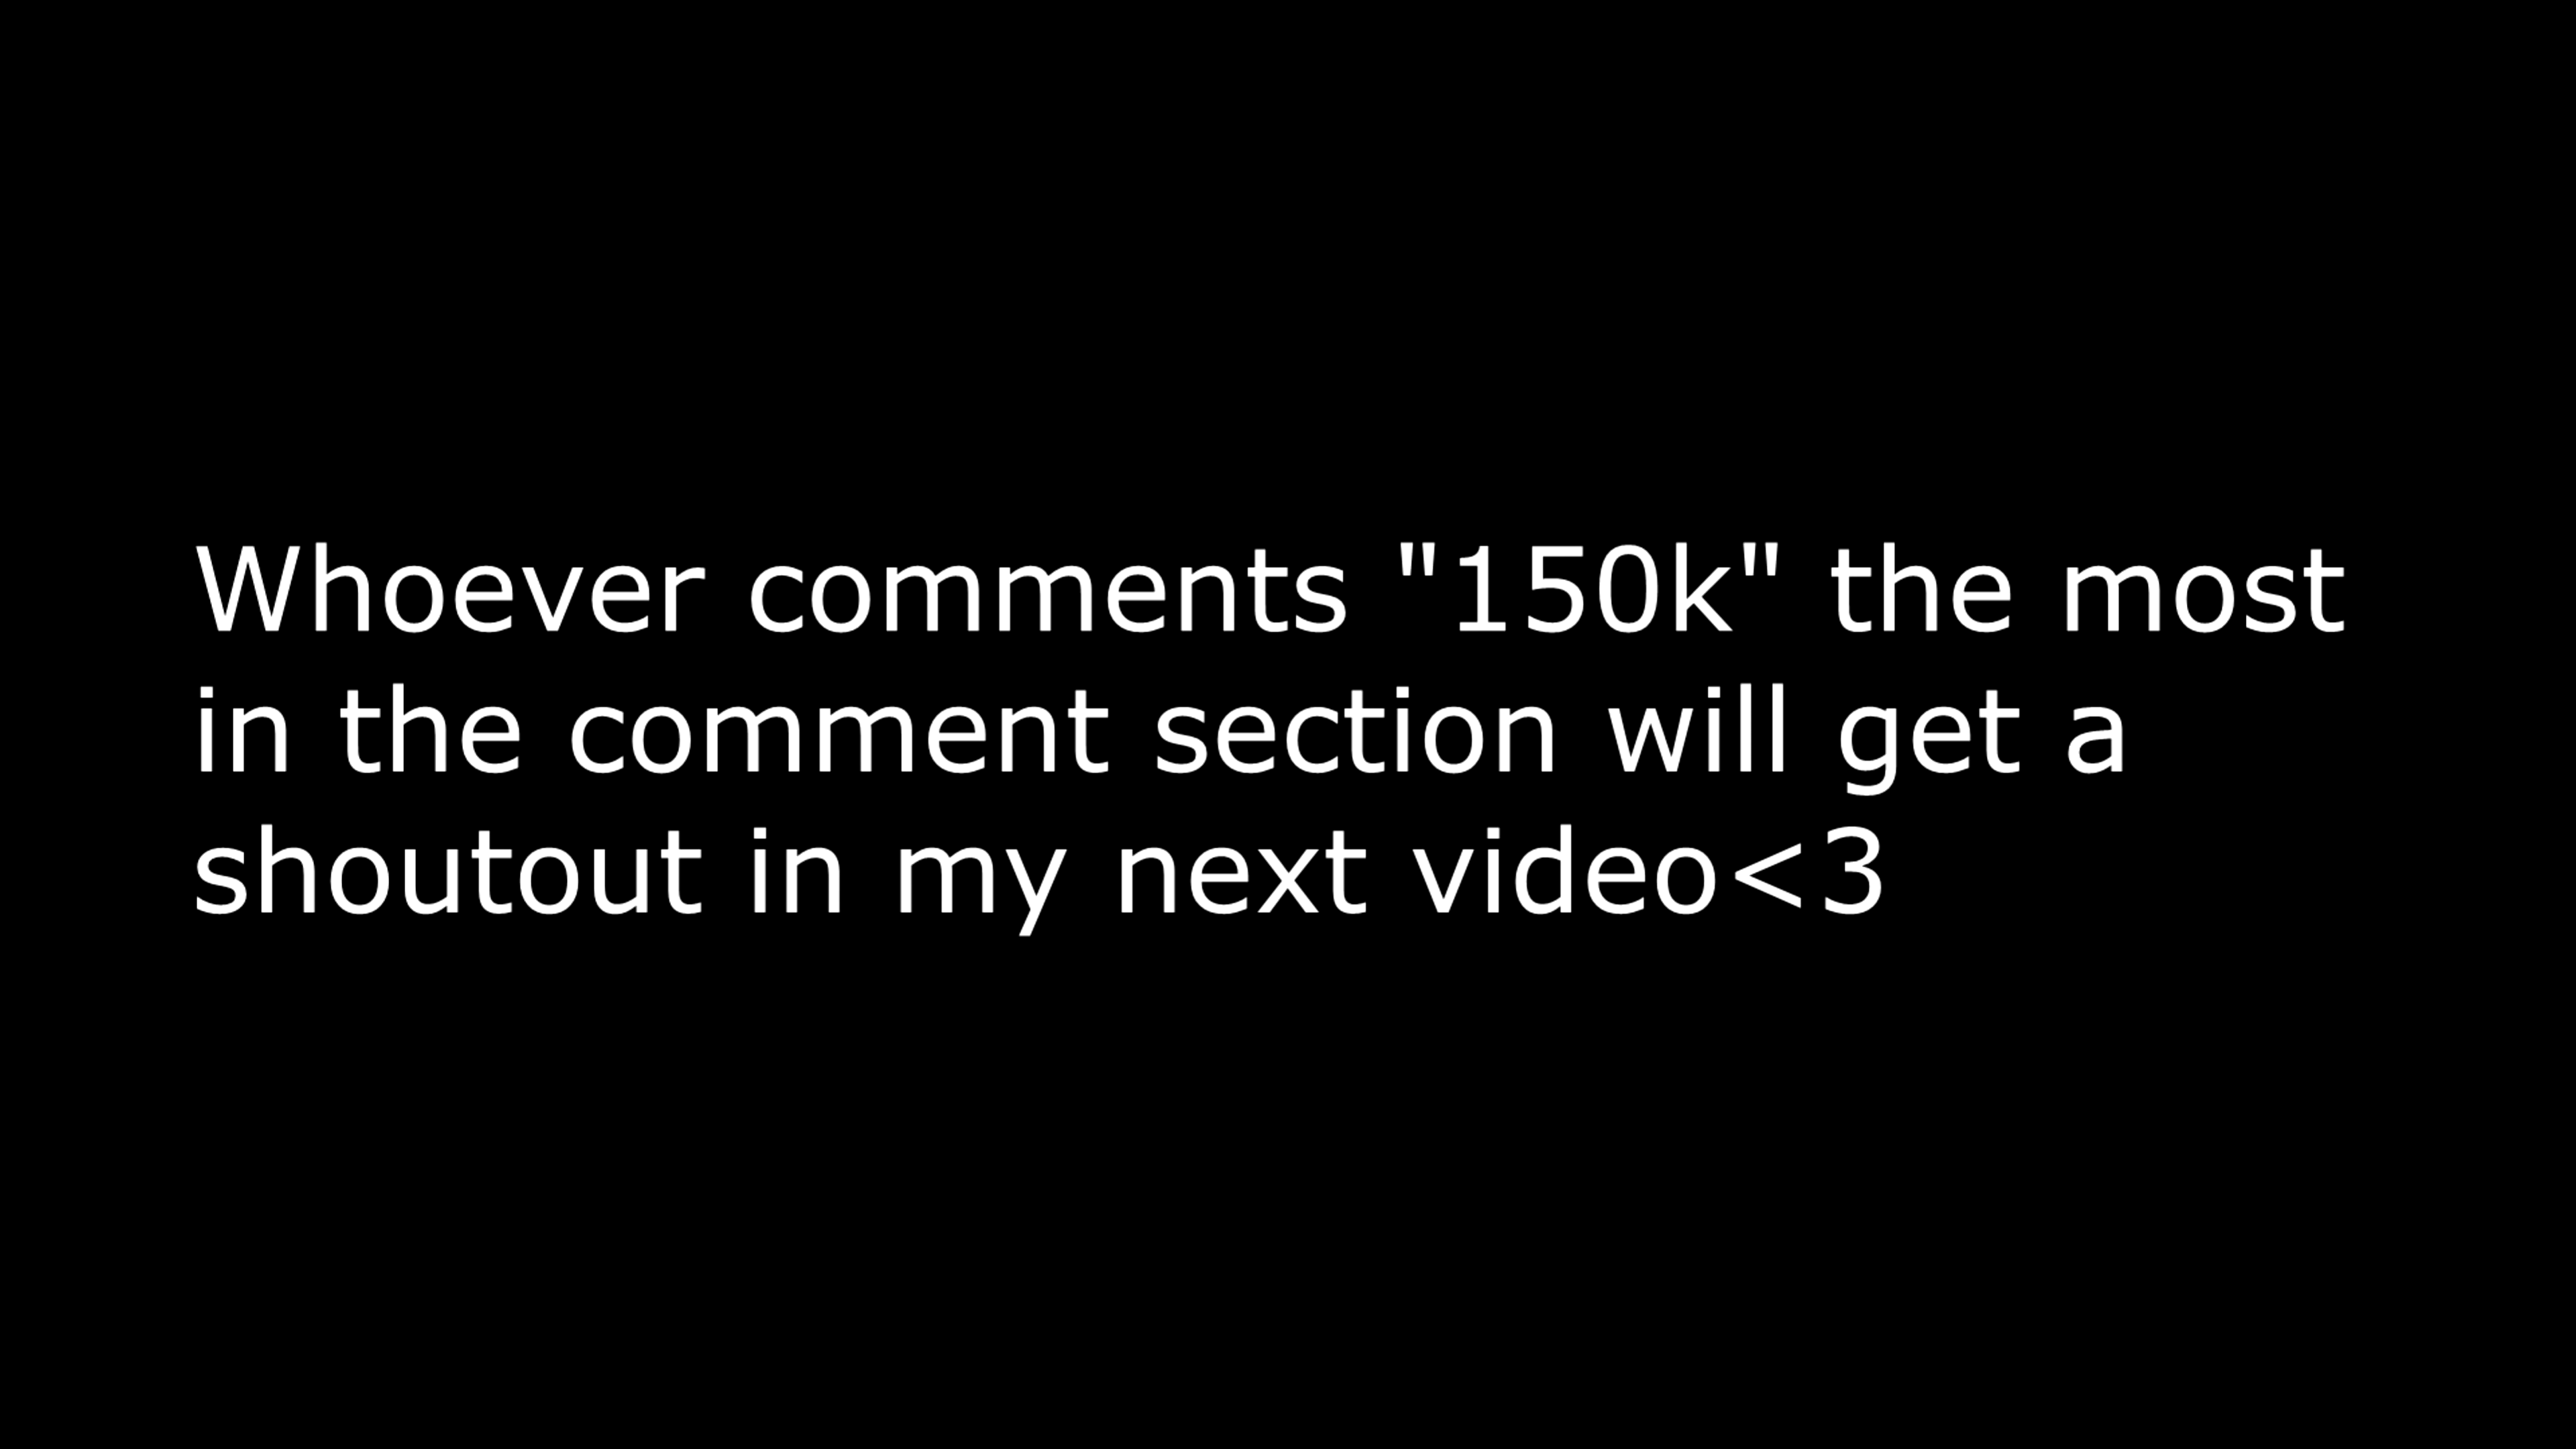 Whoever comments "150k" the most
in the comment section will get a
shoutout in my next video<3